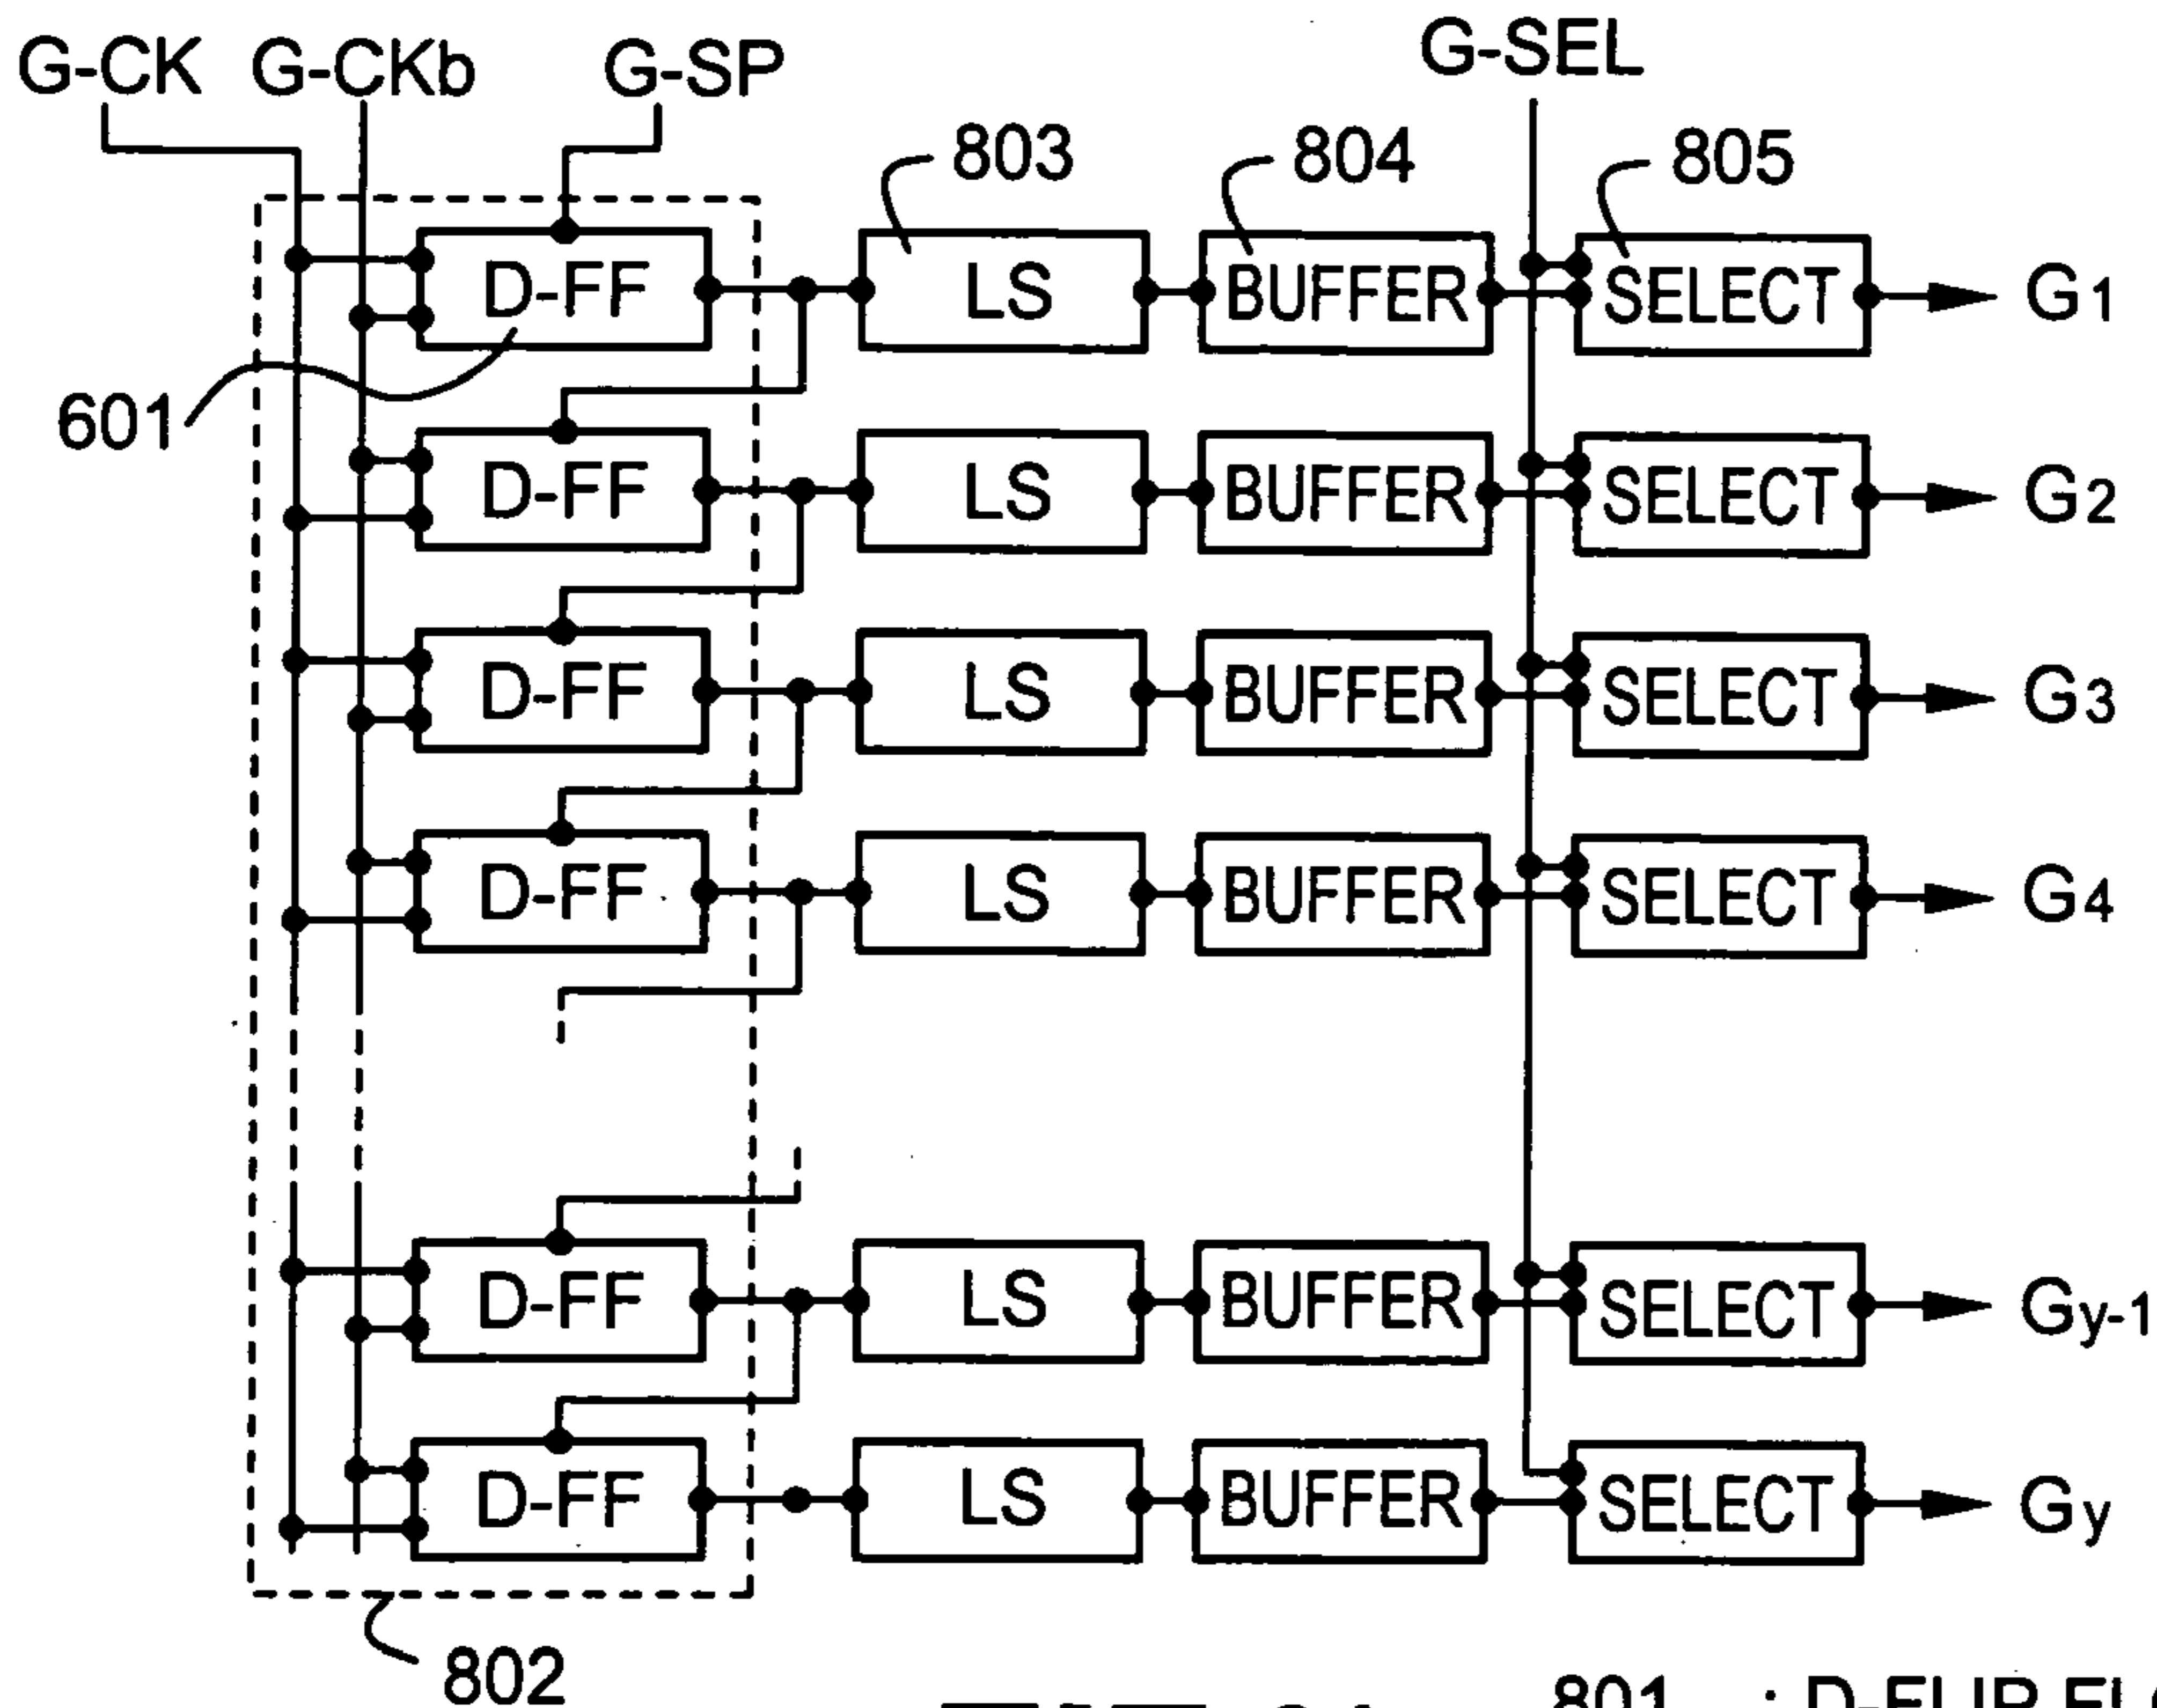 G-CK G-CKb G-SP G-SEL
803 804 805
D-FF LS BUFFER SELECT G1
601
D-FF LS BUFFER SELECT G2
D-FF LS BUFFER SELECT G3
D-FF LS BUFFER SELECT G4
D-FF LS BUFFER SELECT Gy-1
D-FF LS BUFFER SELECT Gy
802
801 : D-FLIP